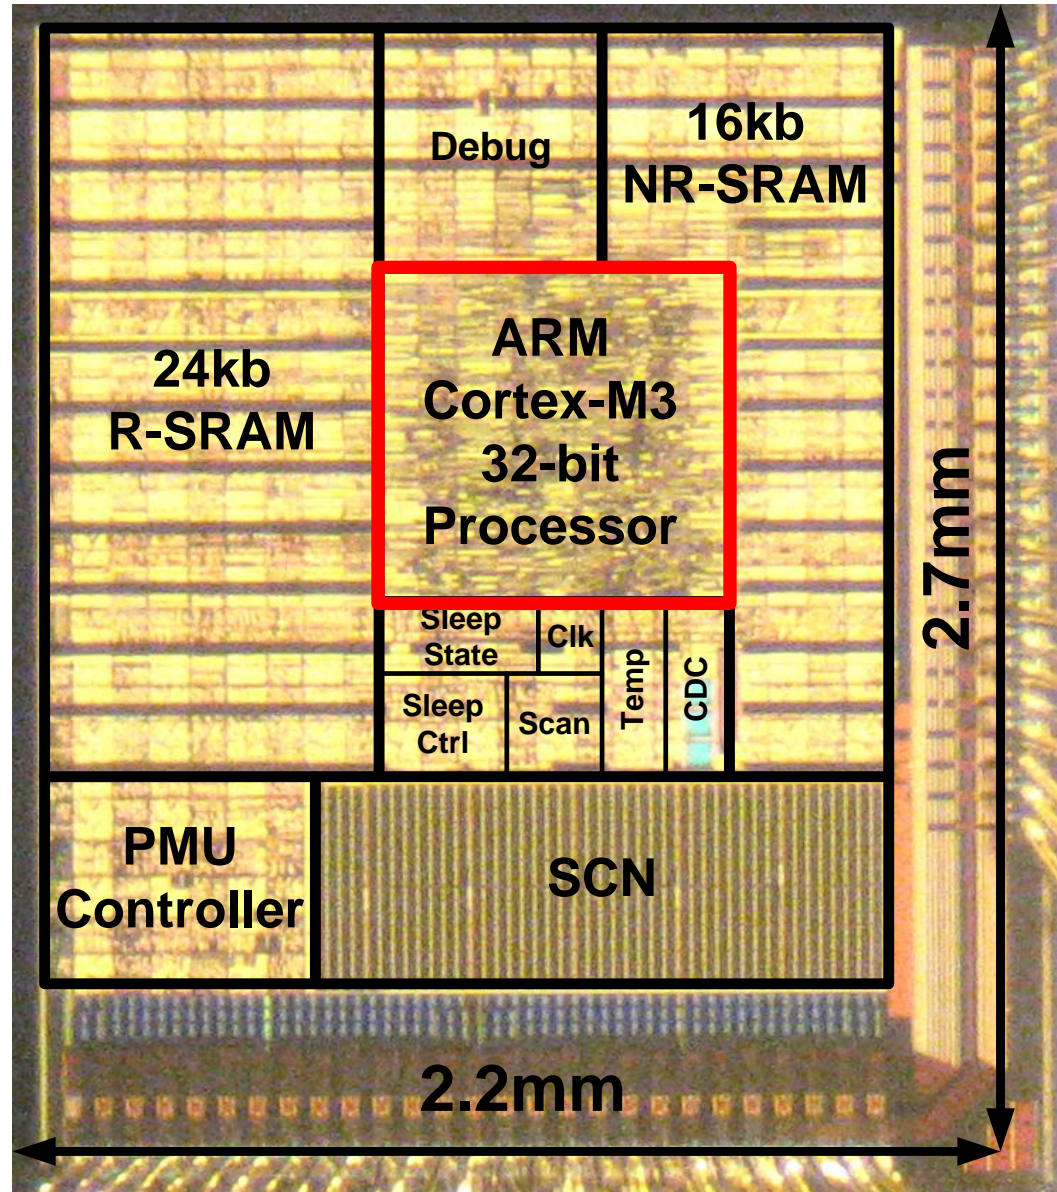 Debug
16kb
NR-SRAM
24kb
R-SRAM
ARM
Cortex-M3
32-bit
Processor
Sleep
State
Clk
Sleep
Ctrl
Scan
Temp
CDC
PMU
Controller
SCN
2.7mm
2.2mm